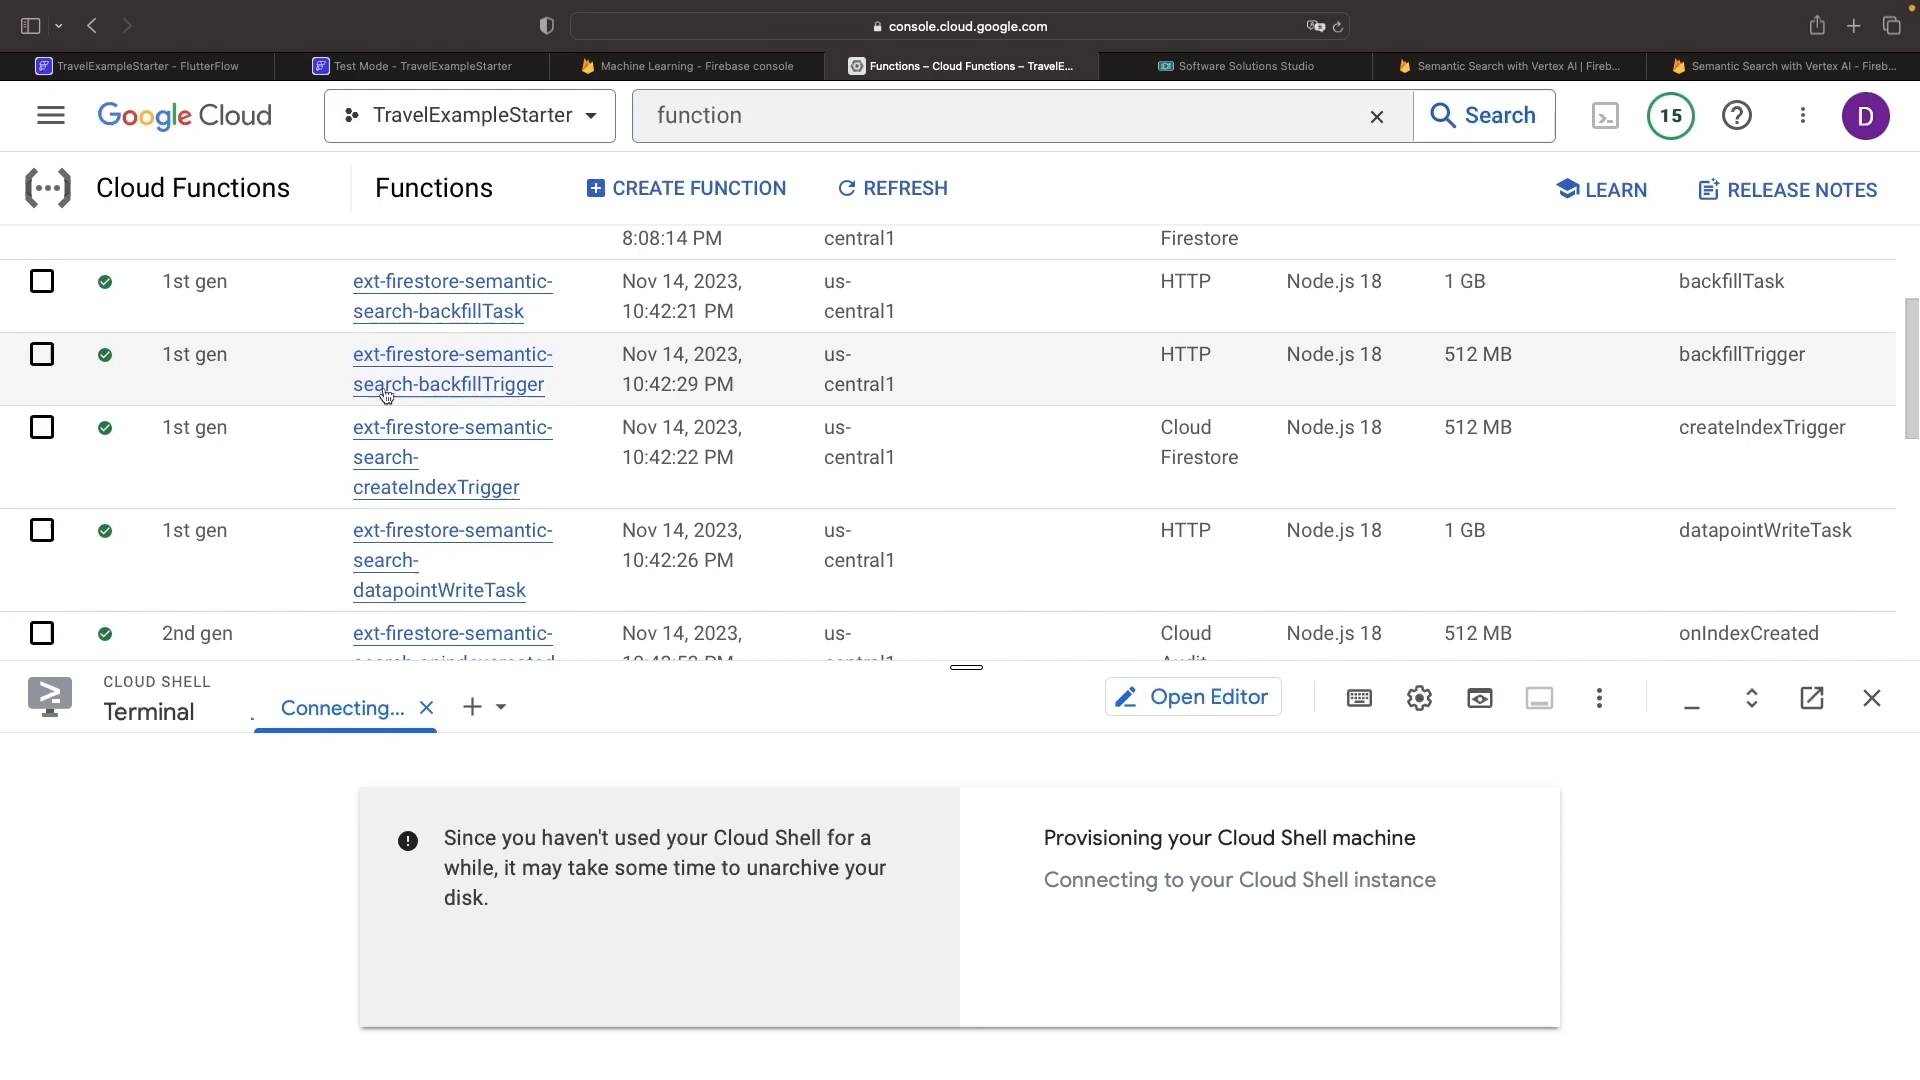 console.cloud.google.com
TravelExampleStarter - FlutterFlow
Test Mode - TravelExampleStarter
Machine Learning - Firebase console
Functions – Cloud Functions – TravelE...
Software Solutions Studio
Semantic Search with Vertex AI | Fireb...
Semantic Search with Vertex AI - Fireb...
Google Cloud
TravelExampleStarter
function
Search
15
D
Cloud Functions
Functions
CREATE FUNCTION
REFRESH
LEARN
RELEASE NOTES
8:08:14 PM
central1
Firestore
1st gen
ext-firestore-semantic-
search-backfillTask
Nov 14, 2023,
10:42:21 PM
us-
central1
HTTP
Node.js 18
1 GB
backfillTask
1st gen
ext-firestore-semantic-
search-backfillTrigger
Nov 14, 2023,
10:42:29 PM
us-
central1
HTTP
Node.js 18
512 MB
backfillTrigger
1st gen
ext-firestore-semantic-
search-
createIndexTrigger
Nov 14, 2023,
10:42:22 PM
us-
central1
Cloud
Firestore
Node.js 18
512 MB
createIndexTrigger
1st gen
ext-firestore-semantic-
search-
datapointWriteTask
Nov 14, 2023,
10:42:26 PM
us-
central1
HTTP
Node.js 18
1 GB
datapointWriteTask
2nd gen
ext-firestore-semantic-
Nov 14, 2023,
us-
Cloud
Node.js 18
512 MB
onIndexCreated
CLOUD SHELL
Terminal
Connecting...
Open Editor
Since you haven't used your Cloud Shell for a
while, it may take some time to unarchive your
disk.
Provisioning your Cloud Shell machine
Connecting to your Cloud Shell instance